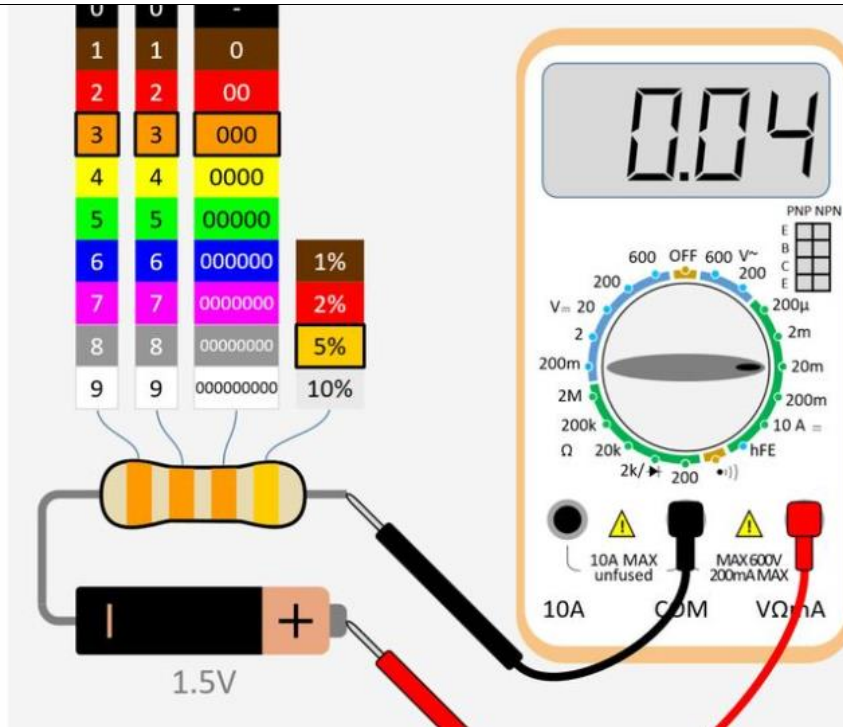 0 0 -
1 1 0
2 2 00
3 3 000
4 4 0000
5 5 00000
6 6 000000 1%
7 7 0000000 2%
8 8 00000000 5%
9 9 000000000 10%
1.5V
0.04
PNP NPN
E
B
C
E
600 OFF 600 V~
200 200
V⎓ 20 200µ
2 2m
200m 20m
2M 200m
200k 10 A ⎓
Ω 20k hFE
2k/ 200 •))
10A MAX
unfused
MAX 600V
200mA MAX
10A COM VΩmA